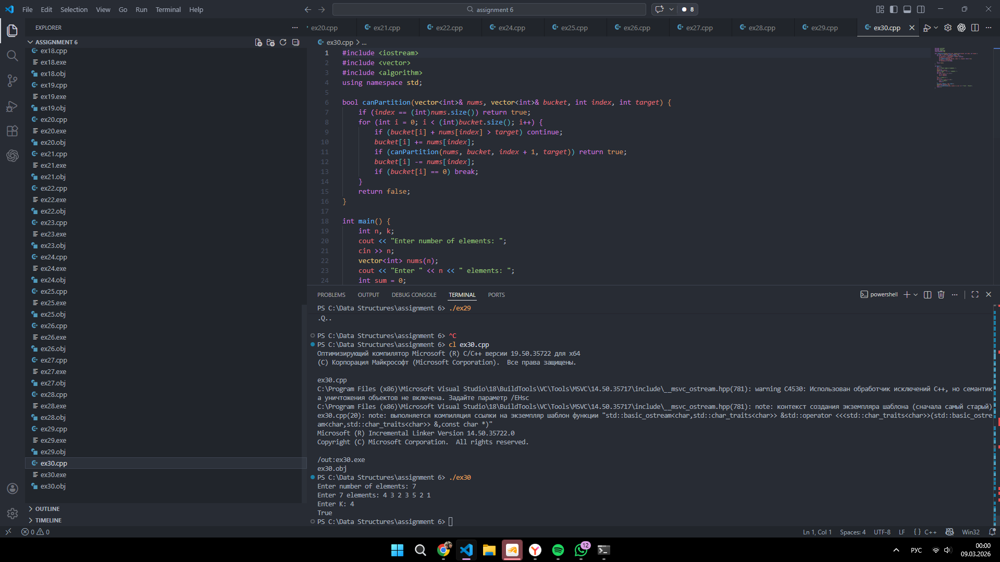 File Edit Selection View Go Run Terminal Help
assignment 6
8
EXPLORER
ASSIGNMENT 6
ex18.cpp
ex18.exe
ex18.obj
ex19.cpp
ex19.exe
ex19.obj
ex20.cpp
ex20.exe
ex20.obj
ex21.cpp
ex21.exe
ex21.obj
ex22.cpp
ex22.exe
ex22.obj
ex23.cpp
ex23.exe
ex23.obj
ex24.cpp
ex24.exe
ex24.obj
ex25.cpp
ex25.exe
ex25.obj
ex26.cpp
ex26.exe
ex26.obj
ex27.cpp
ex27.exe
ex27.obj
ex28.cpp
ex28.exe
ex28.obj
ex29.cpp
ex29.exe
ex29.obj
ex30.cpp
ex30.exe
ex30.obj
OUTLINE
TIMELINE
ex20.cpp ex21.cpp ex22.cpp ex24.cpp ex25.cpp ex26.cpp ex27.cpp ex28.cpp ex29.cpp ex30.cpp
ex30.cpp > ...
1 #include <iostream>
2 #include <vector>
3 #include <algorithm>
4 using namespace std;
5
6 bool canPartition(vector<int>& nums, vector<int>& bucket, int index, int target) {
7 if (index == (int)nums.size()) return true;
8 for (int i = 0; i < (int)bucket.size(); i++) {
9 if (bucket[i] + nums[index] > target) continue;
10 bucket[i] += nums[index];
11 if (canPartition(nums, bucket, index + 1, target)) return true;
12 bucket[i] -= nums[index];
13 if (bucket[i] == 0) break;
14 }
15 return false;
16 }
17
18 int main() {
19 int n, k;
20 cout << "Enter number of elements: ";
21 cin >> n;
22 vector<int> nums(n);
23 cout << "Enter " << n << " elements: ";
24 int sum = 0;
PROBLEMS OUTPUT DEBUG CONSOLE TERMINAL PORTS
powershell
PS C:\Data Structures\assignment 6> ./ex29
.Q..
PS C:\Data Structures\assignment 6> ^C
PS C:\Data Structures\assignment 6> cl ex30.cpp
Оптимизирующий компилятор Microsoft (R) C/C++ версии 19.50.35722 для x64
(C) Корпорация Майкрософт (Microsoft Corporation). Все права защищены.
ex30.cpp
C:\Program Files (x86)\Microsoft Visual Studio\18\BuildTools\VC\Tools\MSVC\14.50.35717\include\__msvc_ostream.hpp(781): warning C4530: Использован обработчик исключений C++, но семантик
а уничтожения объектов не включена. Задайте параметр /EHsc
C:\Program Files (x86)\Microsoft Visual Studio\18\BuildTools\VC\Tools\MSVC\14.50.35717\include\__msvc_ostream.hpp(781): note: контекст создания экземпляра шаблона (сначала самый старый)
ex30.cpp(20): note: выполняется компиляция ссылки на экземпляр шаблон функции "std::basic_ostream<char,std::char_traits<char>> &std::operator <<<std::char_traits<char>>(std::basic_ostre
am<char,std::char_traits<char>> &,const char *)"
Microsoft (R) Incremental Linker Version 14.50.35722.0
Copyright (C) Microsoft Corporation. All rights reserved.
/out:ex30.exe
ex30.obj
PS C:\Data Structures\assignment 6> ./ex30
Enter number of elements: 7
Enter 7 elements: 4 3 2 3 5 2 1
Enter K: 4
True
PS C:\Data Structures\assignment 6>
0 0
Ln 1, Col 1 Spaces: 4 UTF-8 LF {} C++ Win32
12
РУС
00:00
09.03.2026